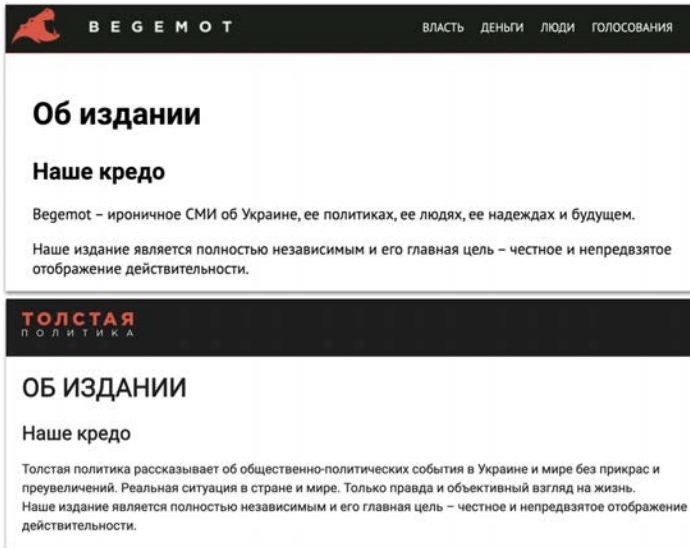 BEGEMOT
ВЛАСТЬ ДЕНЬГИ ЛЮДИ ГОЛОСОВАНИЯ
Об издании
Наше кредо
Begemot – ироничное СМИ об Украине, ее политиках, ее людях, ее надеждах и будущем.
Наше издание является полностью независимым и его главная цель – честное и непредвзятое
отображение действительности.
ТОЛСТАЯ
ПОЛИТИКА
ОБ ИЗДАНИИ
Наше кредо
Толстая политика рассказывает об общественно-политических события в Украине и мире без прикрас и
преувеличений. Реальная ситуация в стране и мире. Только правда и объективный взгляд на жизнь.
Наше издание является полностью независимым и его главная цель – честное и непредвзятое отображение
действительности.